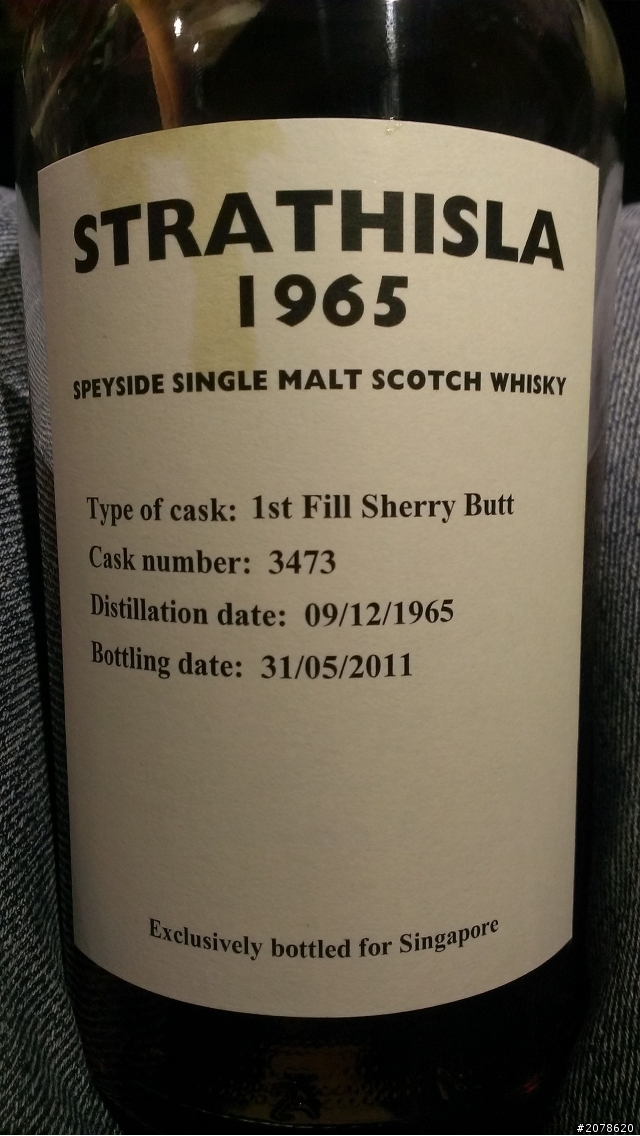 STRATHISLA
1965
SPEYSIDE SINGLE MALT SCOTCH WHISKY
Type of cask: 1st Fill Sherry Butt
Cask number: 3473
Distillation date: 09/12/1965
Bottling date: 31/05/2011
Exclusively bottled for Singapore
#2078620